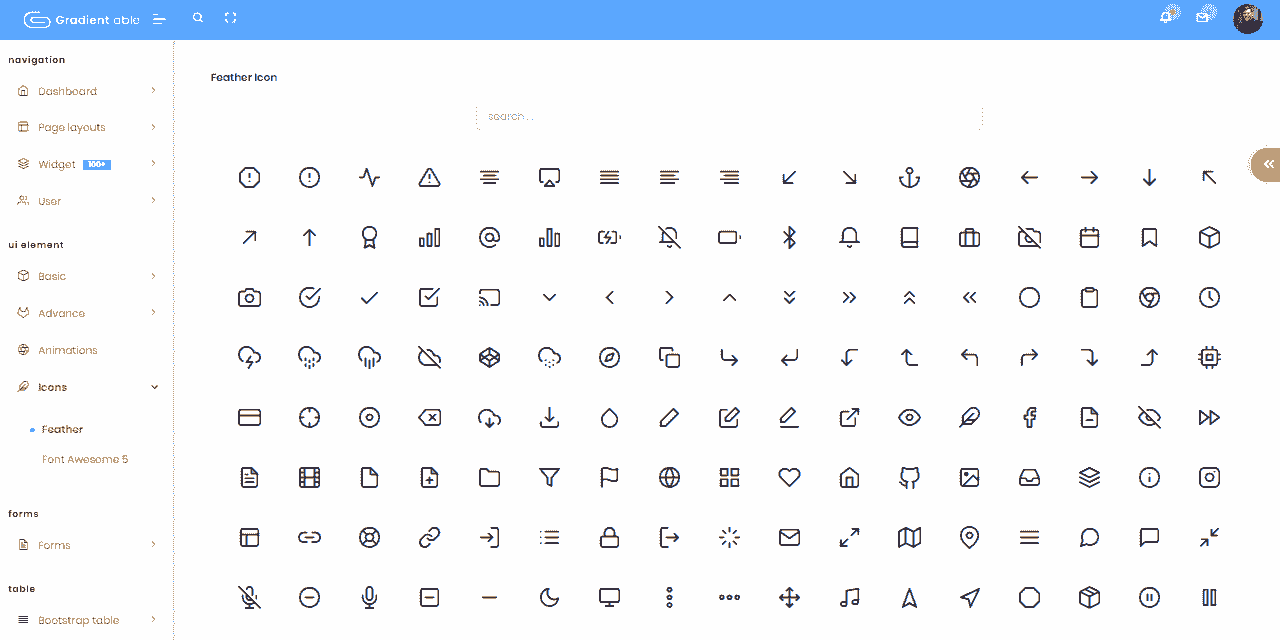 Gradient able
navigation
Dashboard
Page layouts
Widget 100+
User
ui element
Basic
Advance
Animations
Icons
Feather
Font Awesome 5
forms
Forms
table
Bootstrap table
Feather Icon
search...